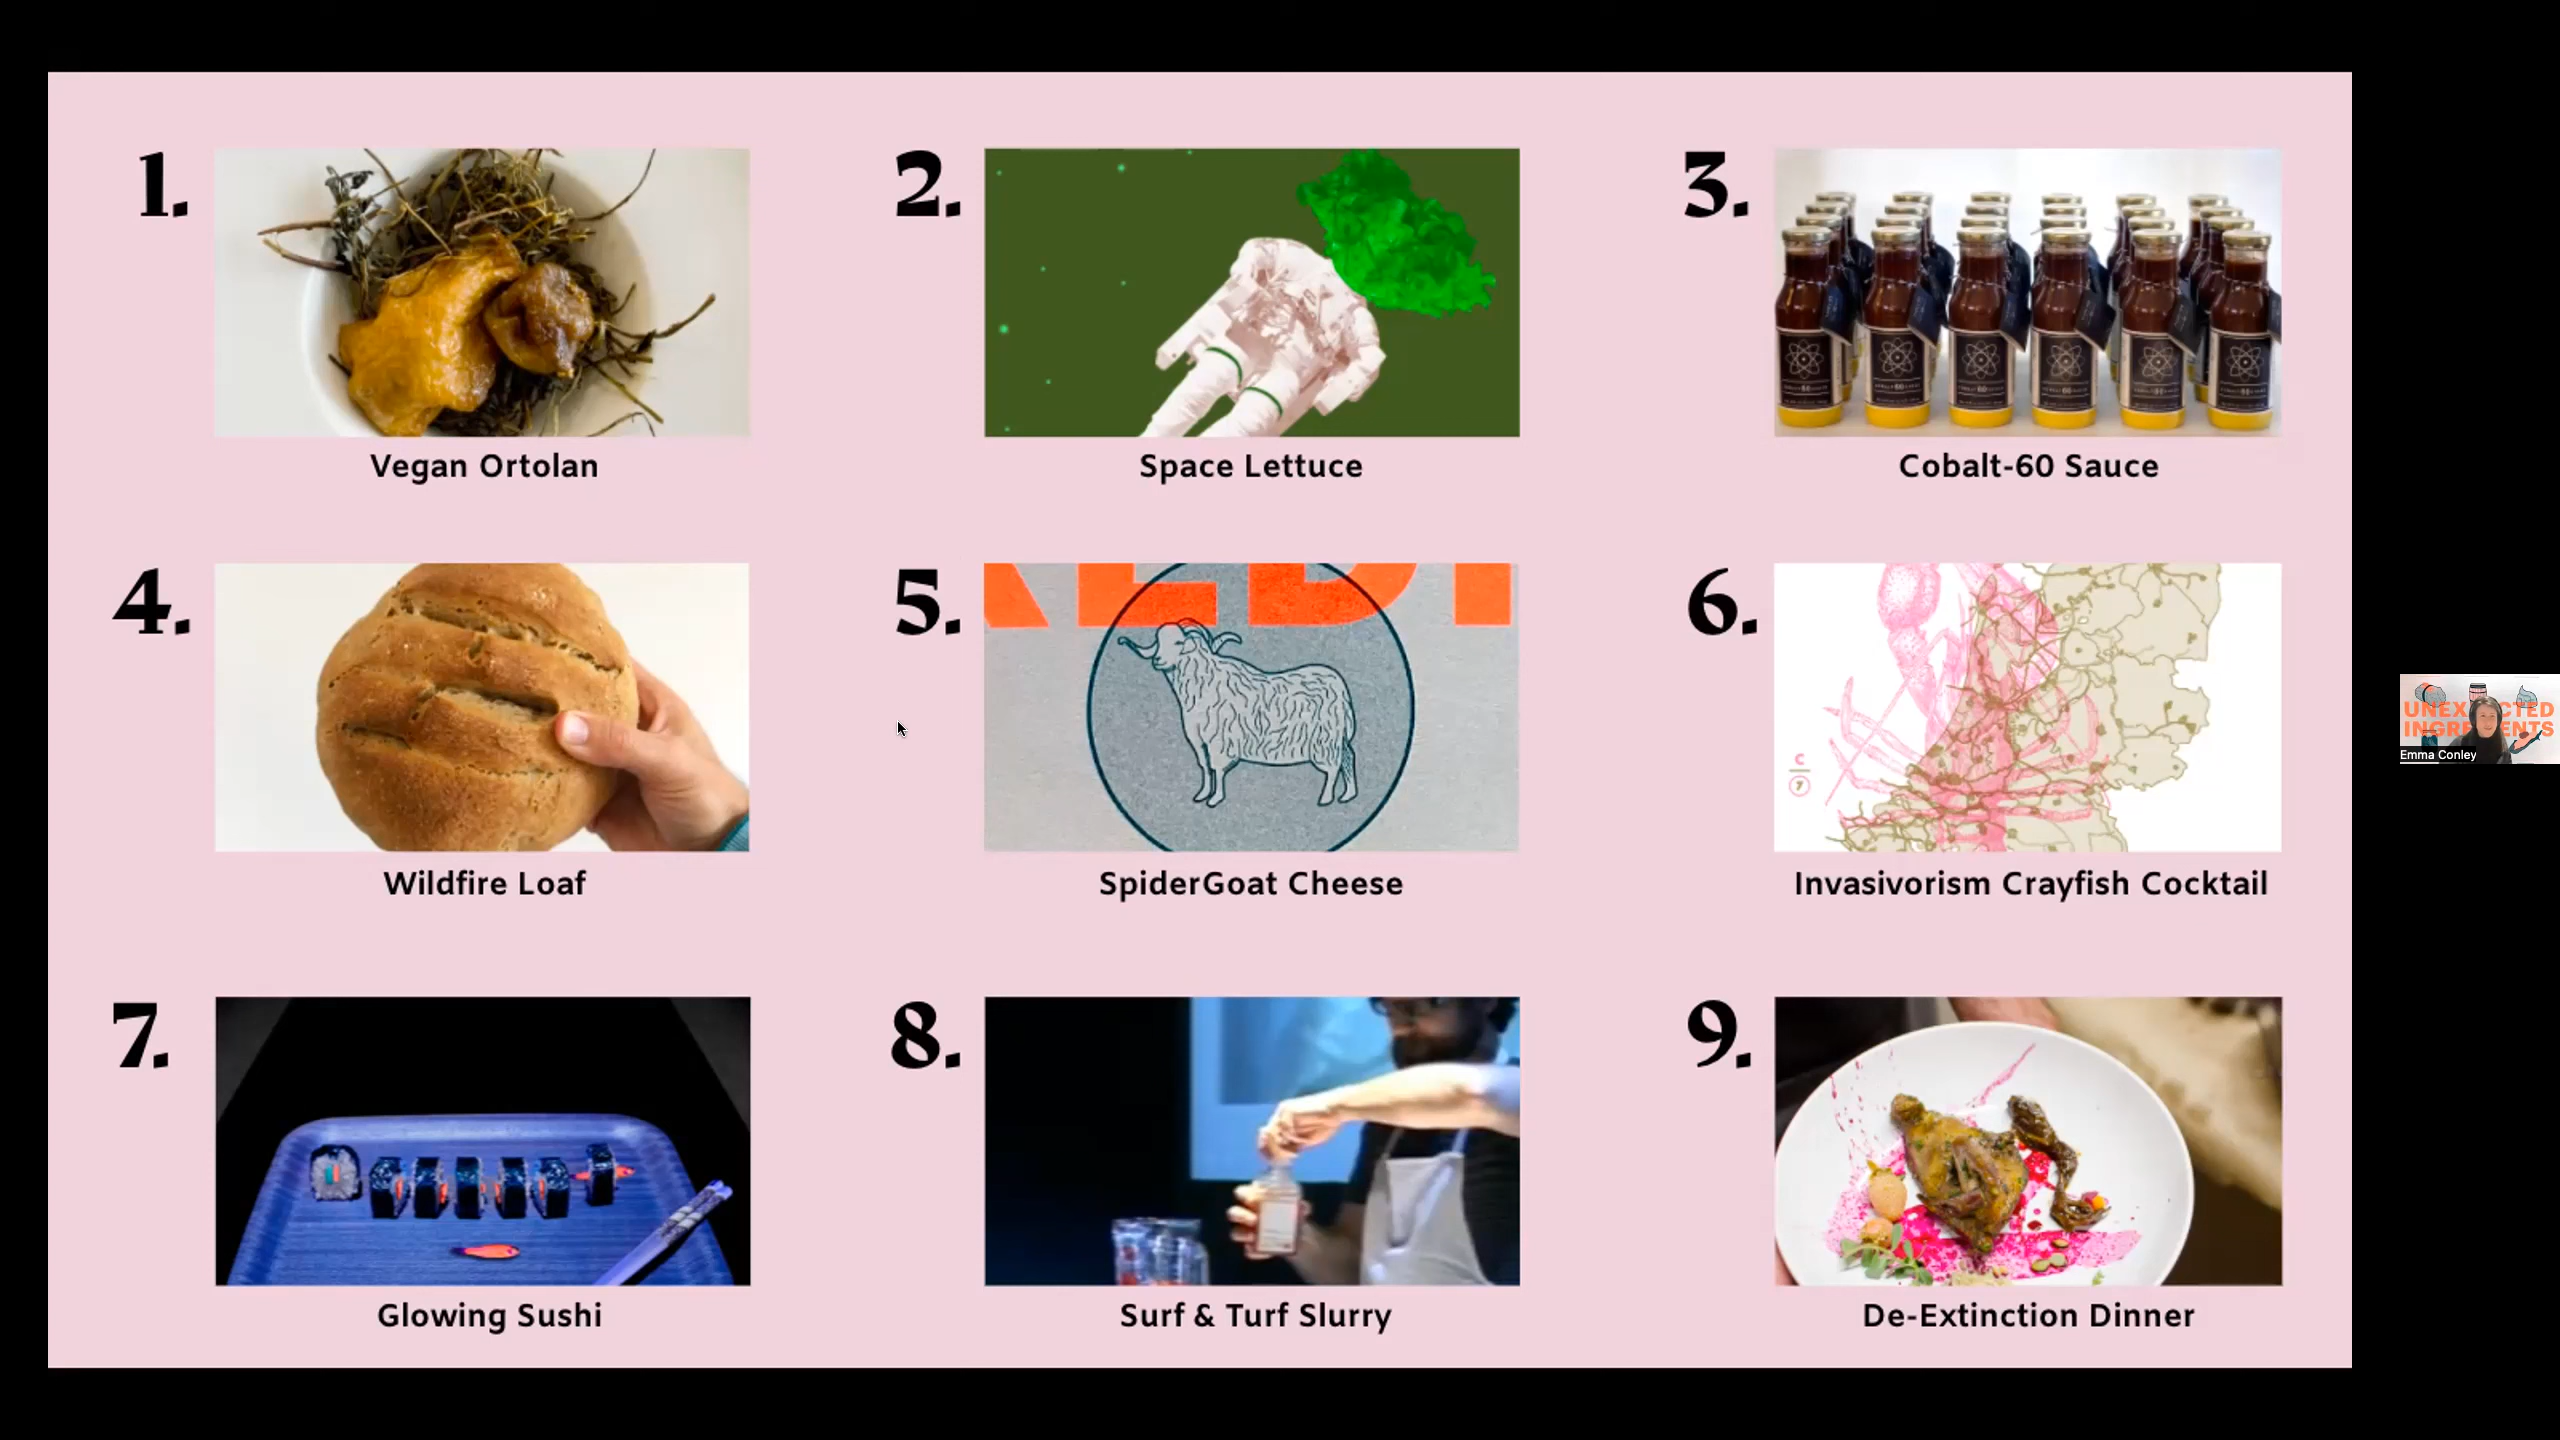 1.
Vegan Ortolan
2.
Space Lettuce
3.
Cobalt-60 Sauce
4.
Wildfire Loaf
5.
SpiderGoat Cheese
6.
C
7
Invasivorism Crayfish Cocktail
7.
Glowing Sushi
8.
Surf & Turf Slurry
9.
De-Extinction Dinner
Emma Conley